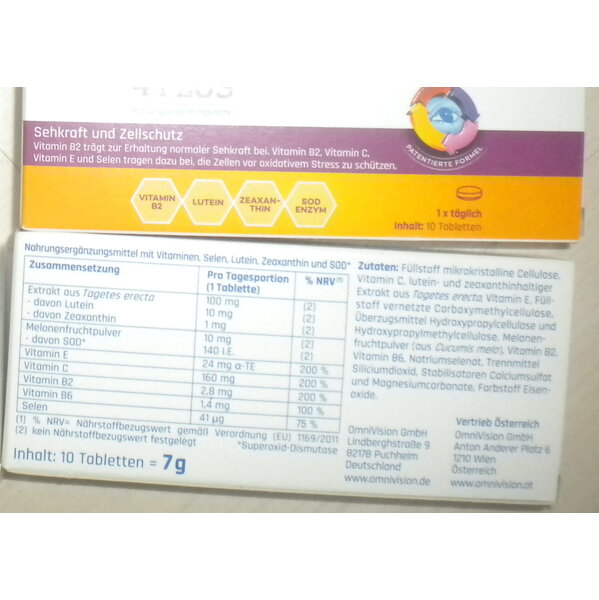 Sehkraft und Zellschutz
Vitamin B2 trägt zur Erhaltung normaler Sehkraft bei. Vitamin B2, Vitamin C,
Vitamin E und Selen tragen dazu bei, die Zellen vor oxidativem Stress zu schützen.
PATENTIERTE FORMEL
VITAMIN B2
LUTEIN
ZEAXAN-THIN
SOD ENZYM
1 x täglich
Inhalt: 10 Tabletten
Nahrungsergänzungsmittel mit Vitaminen, Selen, Lutein, Zeaxanthin und SOD*
Zusammensetzung Pro Tagesportion (1 Tablette) % NRV(1)
Extrakt aus Tagetes erecta 100 mg (2)
- davon Lutein 10 mg (2)
- davon Zeaxanthin 1 mg (2)
Melonenfruchtpulver 10 mg (2)
- davon SOD* 140 I.E. (2)
Vitamin E 24 mg α-TE 200 %
Vitamin C 160 mg 200 %
Vitamin B2 2,8 mg 200 %
Vitamin B6 1,4 mg 100 %
Selen 41 µg 75 %
(1) % NRV= Nährstoffbezugswert gemäß Verordnung (EU) 1169/2011
(2) kein Nährstoffbezugswert festgelegt *Superoxid-Dismutase
Inhalt: 10 Tabletten = 7g
Zutaten: Füllstoff mikrokristalline Cellulose,
Vitamin C, lutein- und zeaxanthinhaltiger
Extrakt aus Tagetes erecta, Vitamin E, Füll-
stoff vernetzte Carboxymethylcellulose,
Überzugsmittel Hydroxypropylcellulose und
Hydroxypropylmethylcellulose, Melonen-
fruchtpulver (aus Cucumis melo), Vitamin B2,
Vitamin B6, Natriumselenat, Trennmittel
Siliciumdioxid, Stabilisatoren Calciumsulfat
und Magnesiumcarbonate, Farbstoff Eisen-
oxide.
OmniVision GmbH
Lindberghstraße 9
82178 Puchheim
Deutschland
www.omnivision.de
Vertrieb Österreich
OmniVision GmbH
Anton Anderer Platz 6
1210 Wien
Österreich
www.omnivision.at